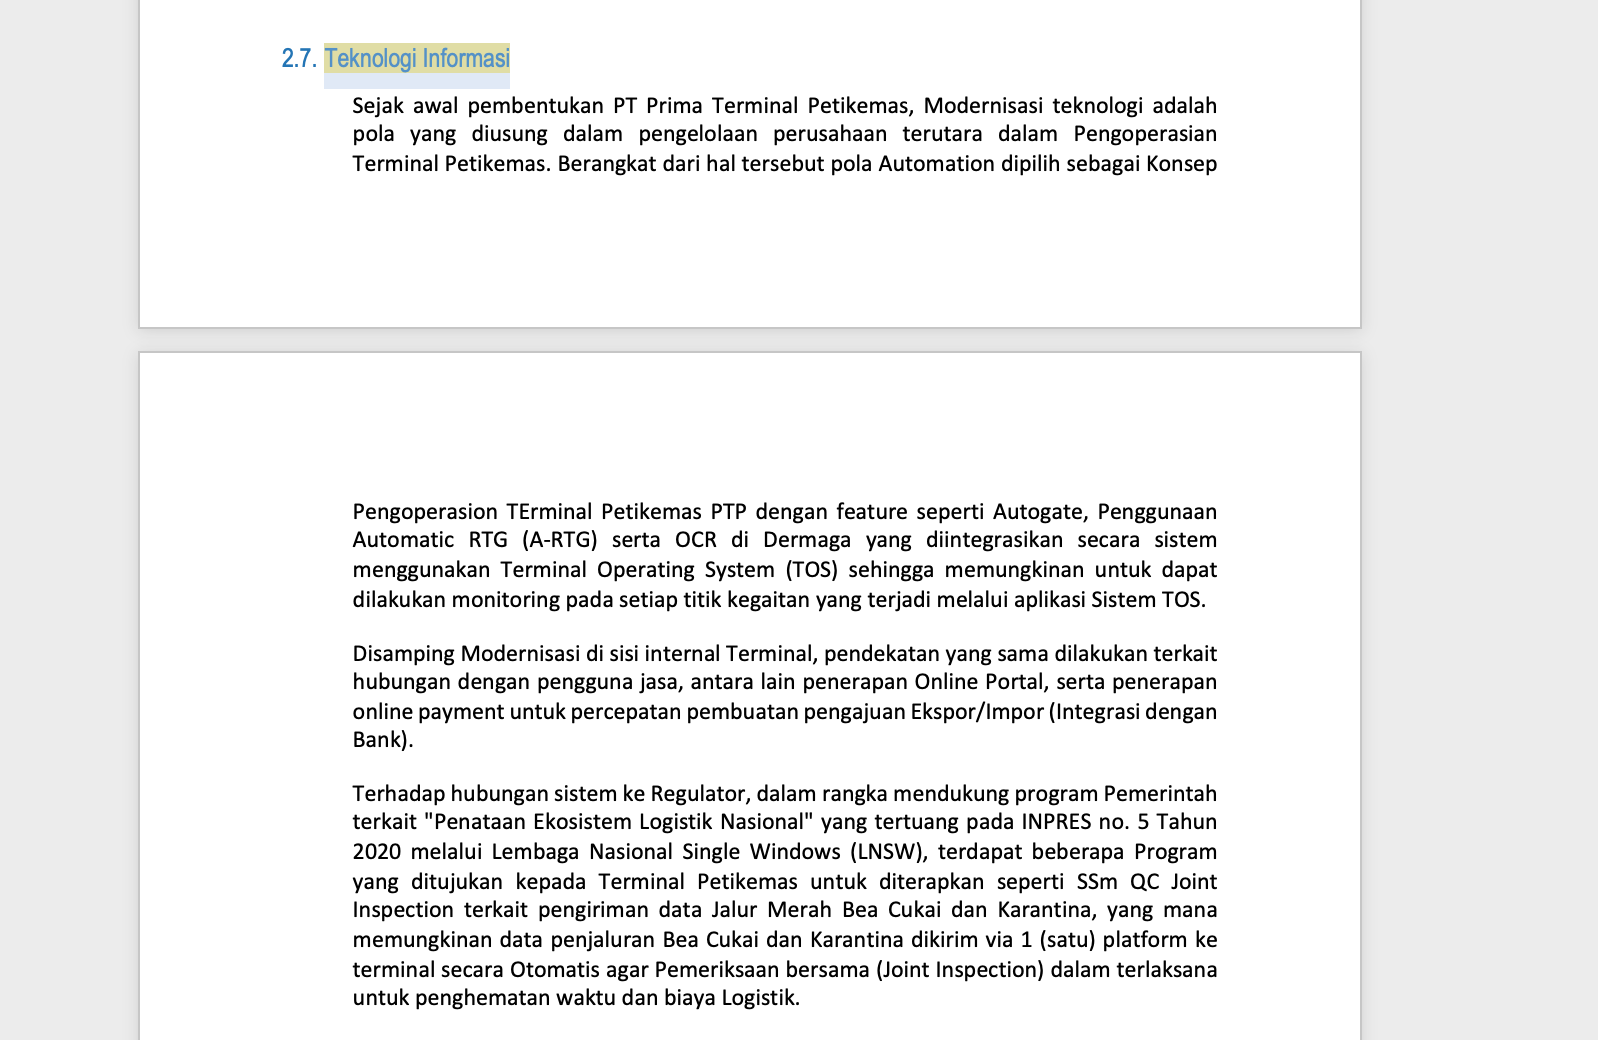 2.7. Teknologi Informasi
Sejak awal pembentukan PT Prima Terminal Petikemas, Modernisasi teknologi adalah
pola yang diusung dalam pengelolaan perusahaan terutara dalam Pengoperasian
Terminal Petikemas. Berangkat dari hal tersebut pola Automation dipilih sebagai Konsep
Pengoperasion TErminal Petikemas PTP dengan feature seperti Autogate, Penggunaan
Automatic RTG (A-RTG) serta OCR di Dermaga yang diintegrasikan secara sistem
menggunakan Terminal Operating System (TOS) sehingga memungkinan untuk dapat
dilakukan monitoring pada setiap titik kegaitan yang terjadi melalui aplikasi Sistem TOS.
Disamping Modernisasi di sisi internal Terminal, pendekatan yang sama dilakukan terkait
hubungan dengan pengguna jasa, antara lain penerapan Online Portal, serta penerapan
online payment untuk percepatan pembuatan pengajuan Ekspor/Impor (Integrasi dengan
Bank).
Terhadap hubungan sistem ke Regulator, dalam rangka mendukung program Pemerintah
terkait "Penataan Ekosistem Logistik Nasional" yang tertuang pada INPRES no. 5 Tahun
2020 melalui Lembaga Nasional Single Windows (LNSW), terdapat beberapa Program
yang ditujukan kepada Terminal Petikemas untuk diterapkan seperti SSm QC Joint
Inspection terkait pengiriman data Jalur Merah Bea Cukai dan Karantina, yang mana
memungkinan data penjaluran Bea Cukai dan Karantina dikirim via 1 (satu) platform ke
terminal secara Otomatis agar Pemeriksaan bersama (Joint Inspection) dalam terlaksana
untuk penghematan waktu dan biaya Logistik.